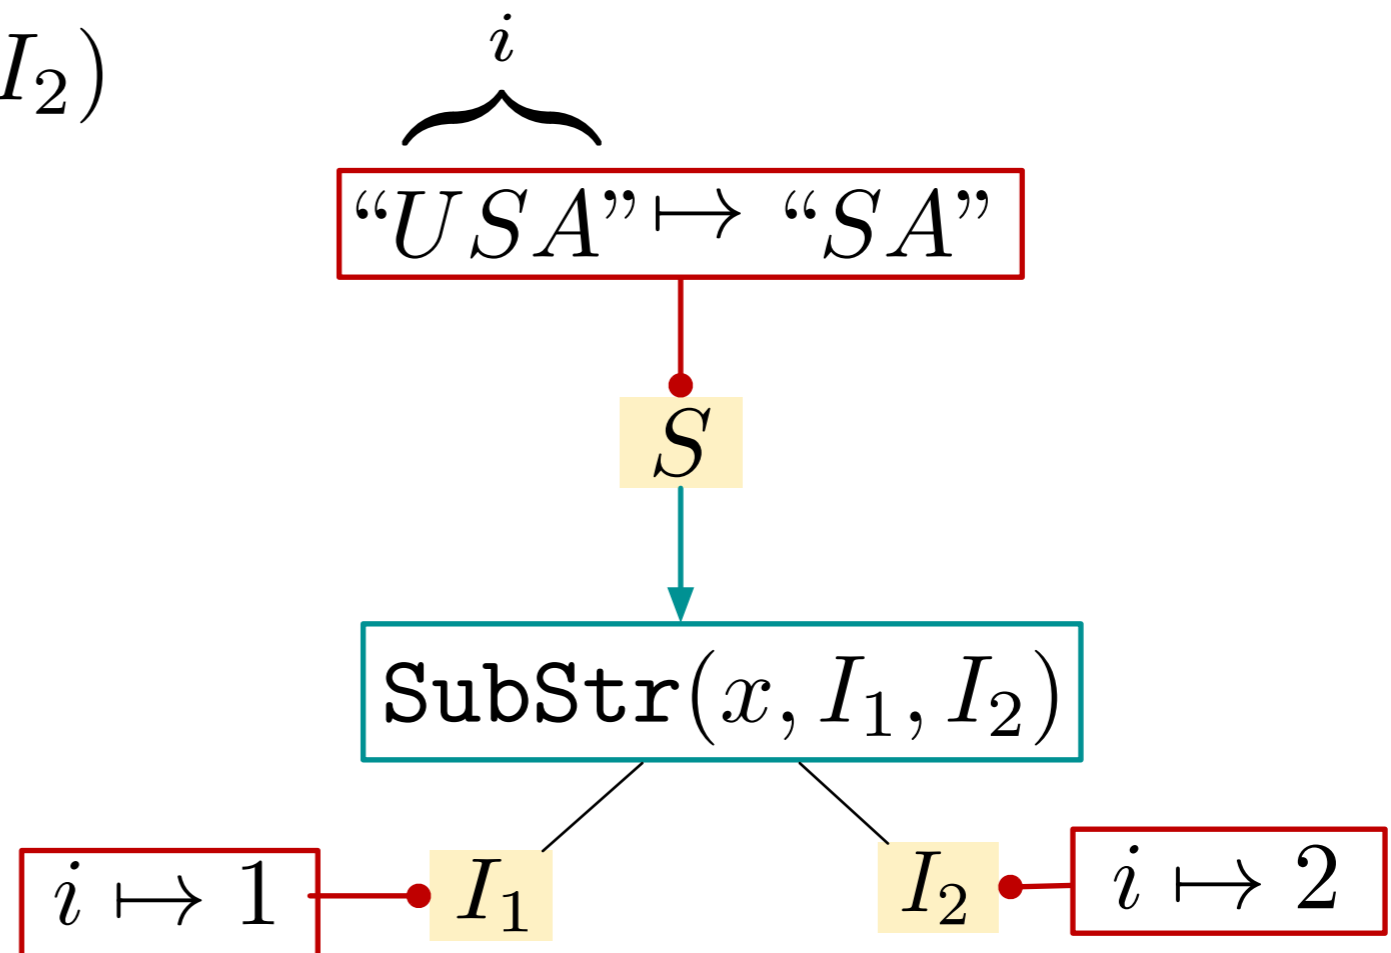 I₂)
i
“USA” ↦ “SA”
S
SubStr(x, I₁, I₂)
i ↦ 1
I₁
I₂
i ↦ 2